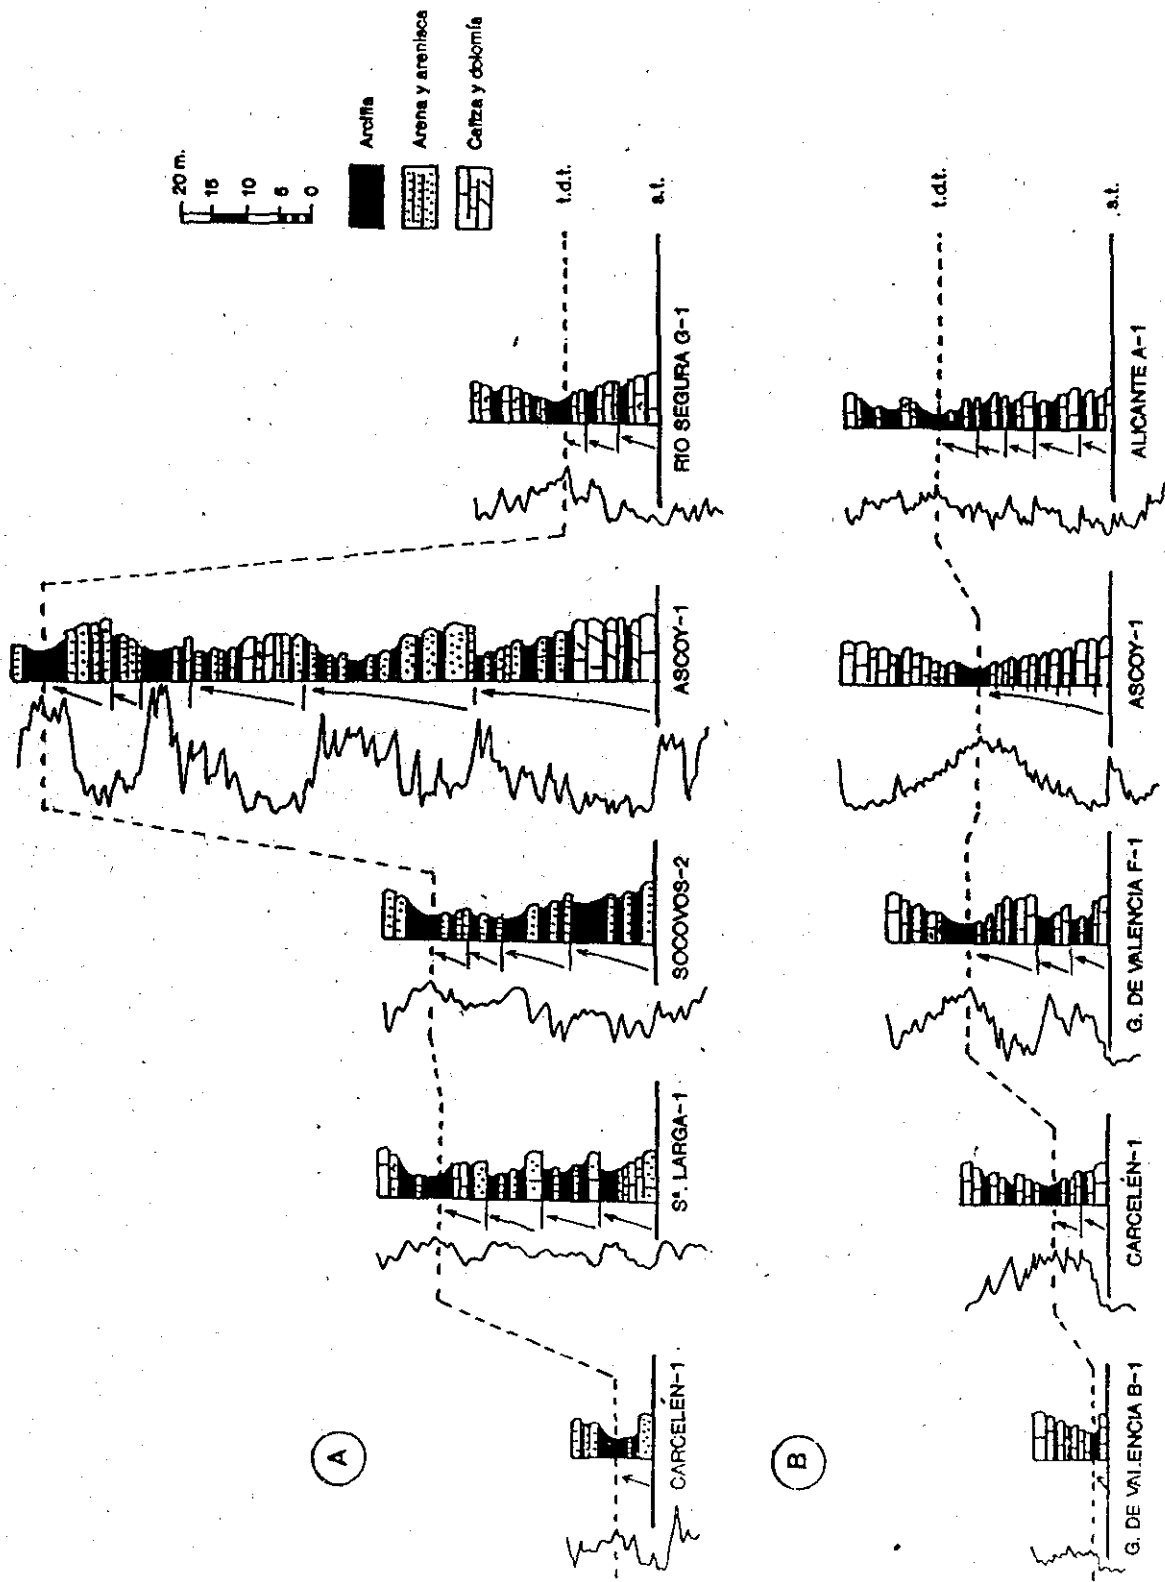 20 m.
15
10
5
0
Arcilla
Arena y arenisca
Caliza y dolomía
A
CARCELÉN-1
Sª. LARGA-1
SOCOVOS-2
ASCOY-1
RIO SEGURA G-1
t.d.t.
s.t.
B
G. DE VALENCIA B-1
CARCELÉN-1
G. DE VALENCIA F-1
ASCOY-1
ALICANTE A-1
t.d.t.
s.t.